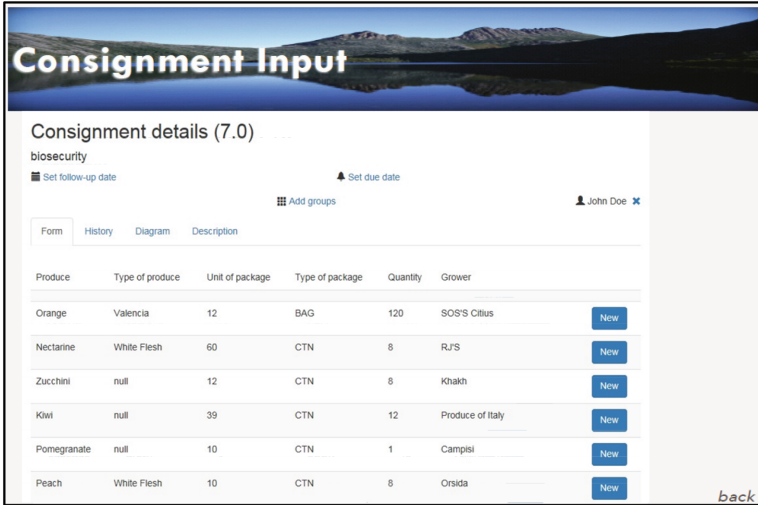 Consignment Input
Consignment details (7.0)
biosecurity
Set follow-up date Set due date
Add groups John Doe ×
Form History Diagram Description
Produce Type of produce Unit of package Type of package Quantity Grower
Orange Valencia 12 BAG 120 SOS'S Citius New
Nectarine White Flesh 60 CTN 8 RJ'S New
Zucchini null 12 CTN 8 Khakh New
Kiwi null 39 CTN 12 Produce of Italy New
Pomegranate null 10 CTN 1 Campisi New
Peach White Flesh 10 CTN 8 Orsida New
back